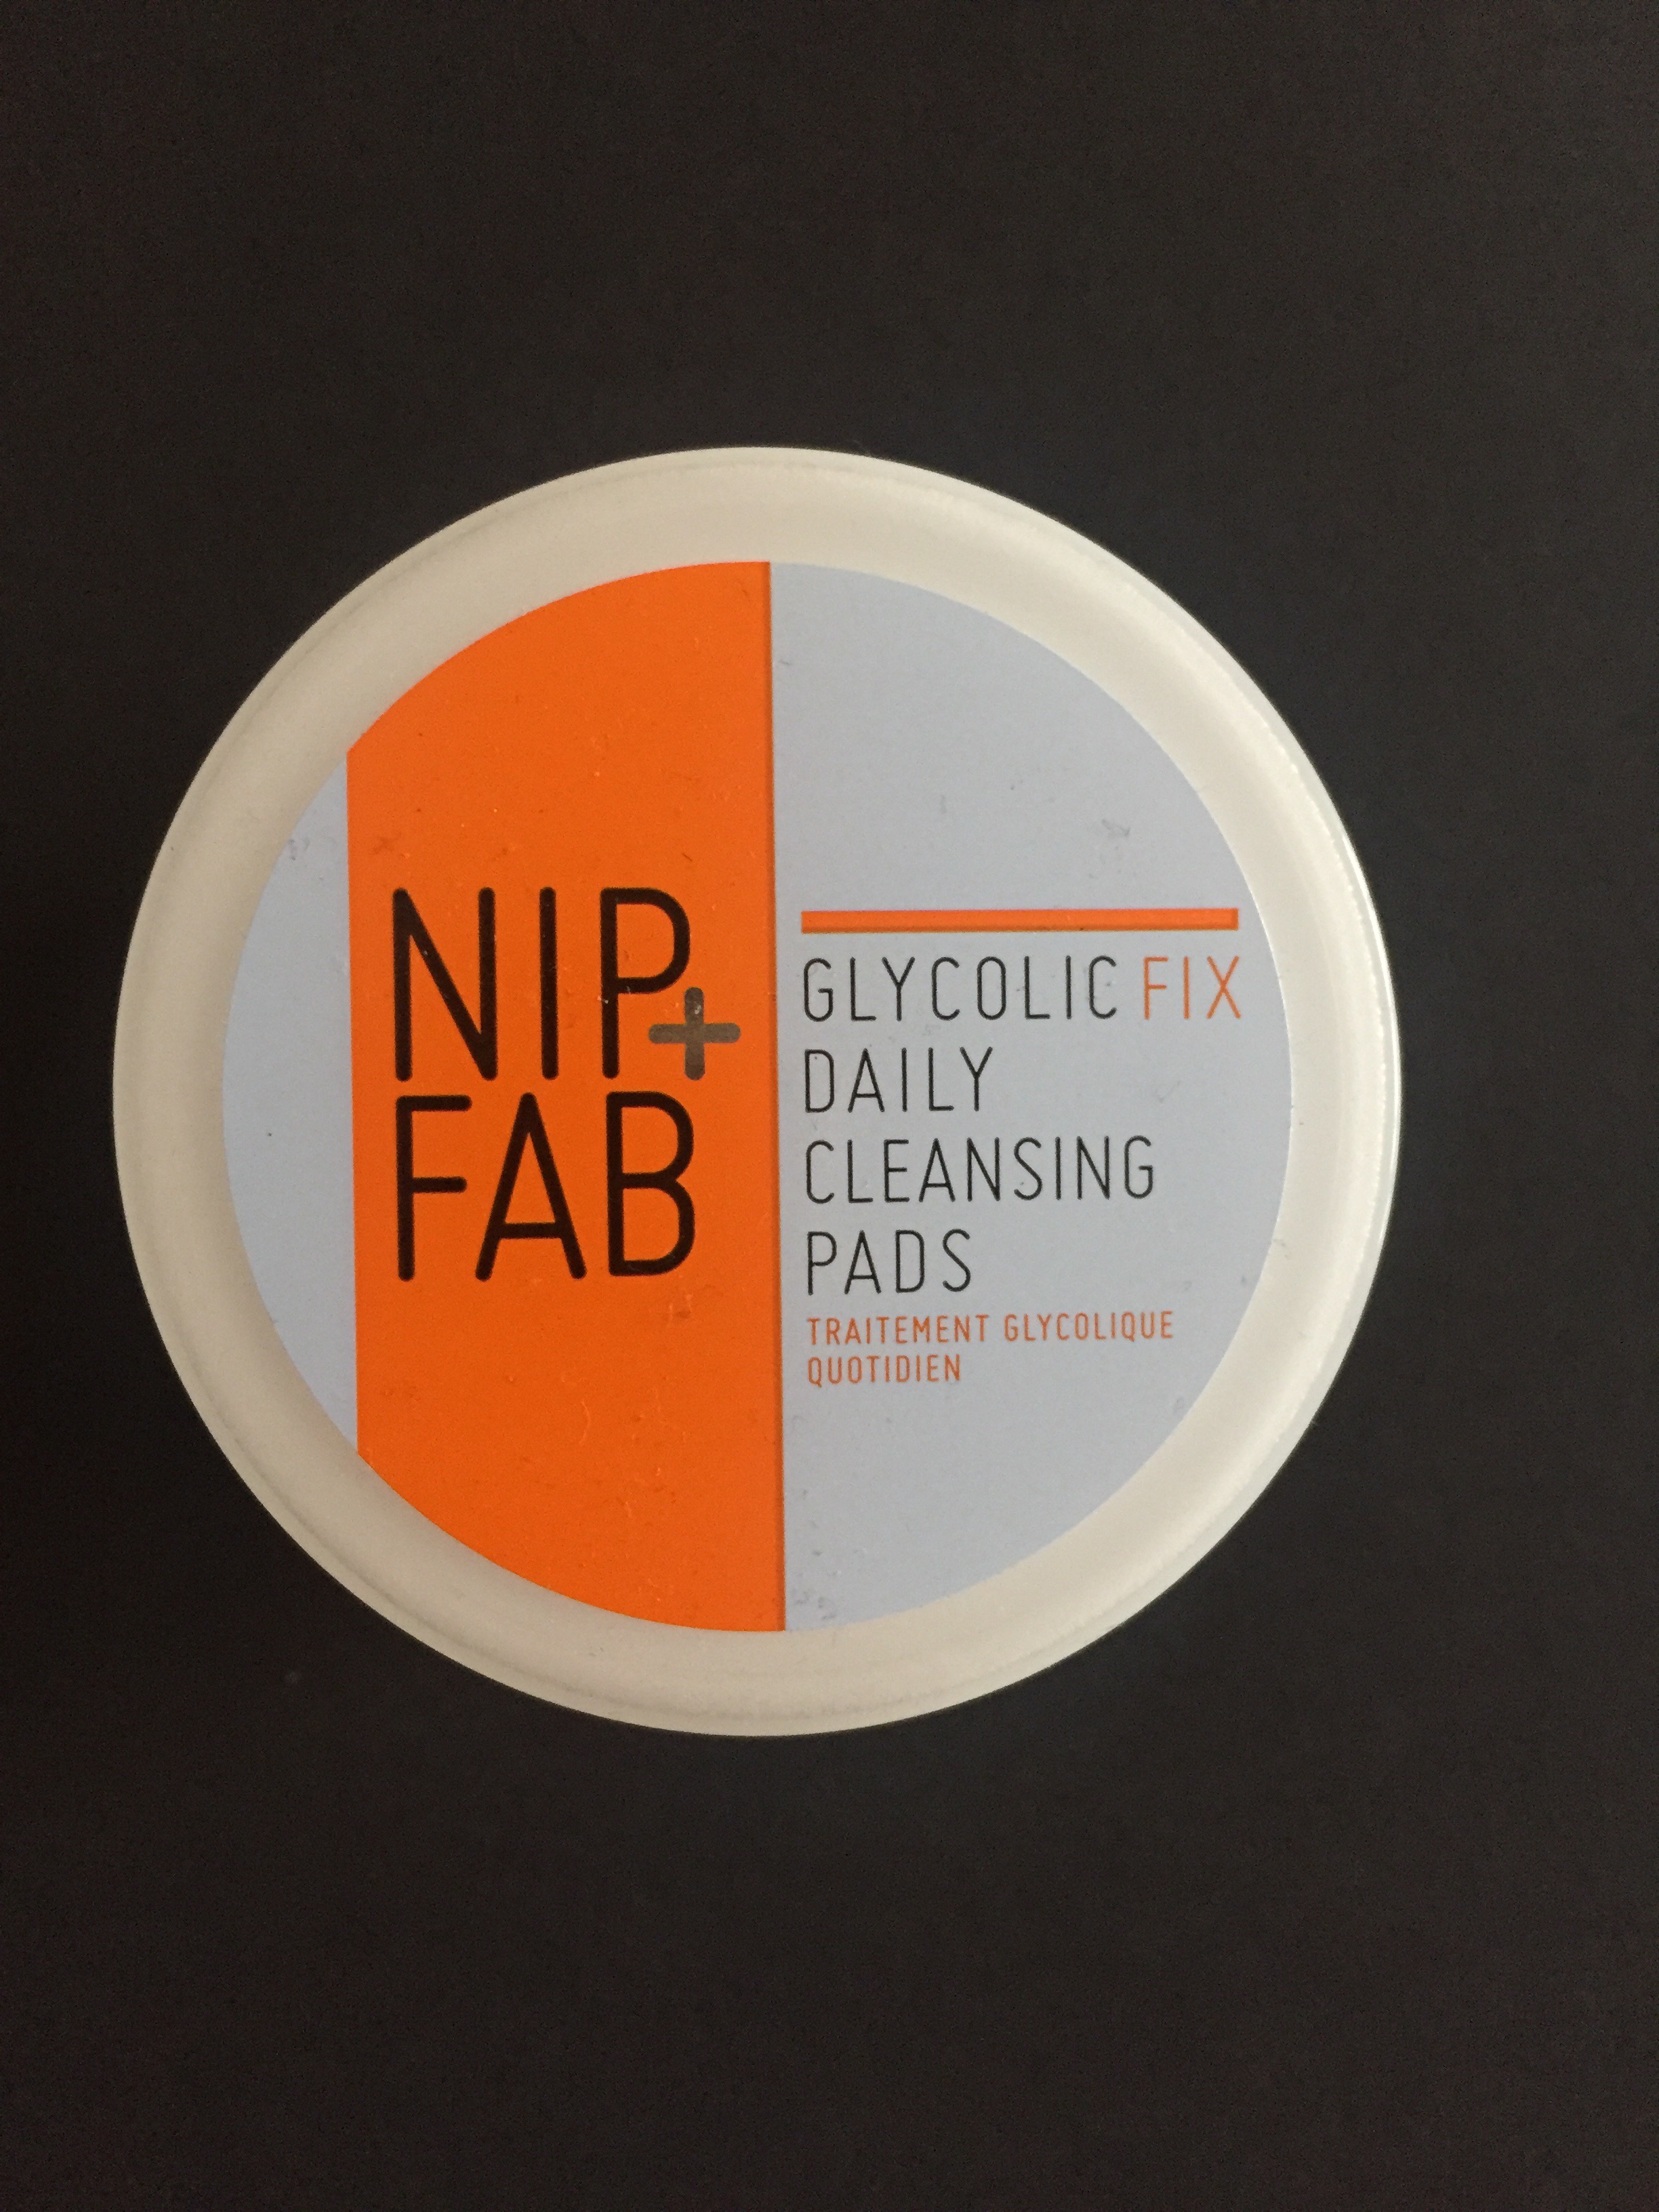 NIP+
FAB
GLYCOLIC FIX
DAILY
CLEANSING
PADS
TRAITEMENT GLYCOLIQUE
QUOTIDIEN